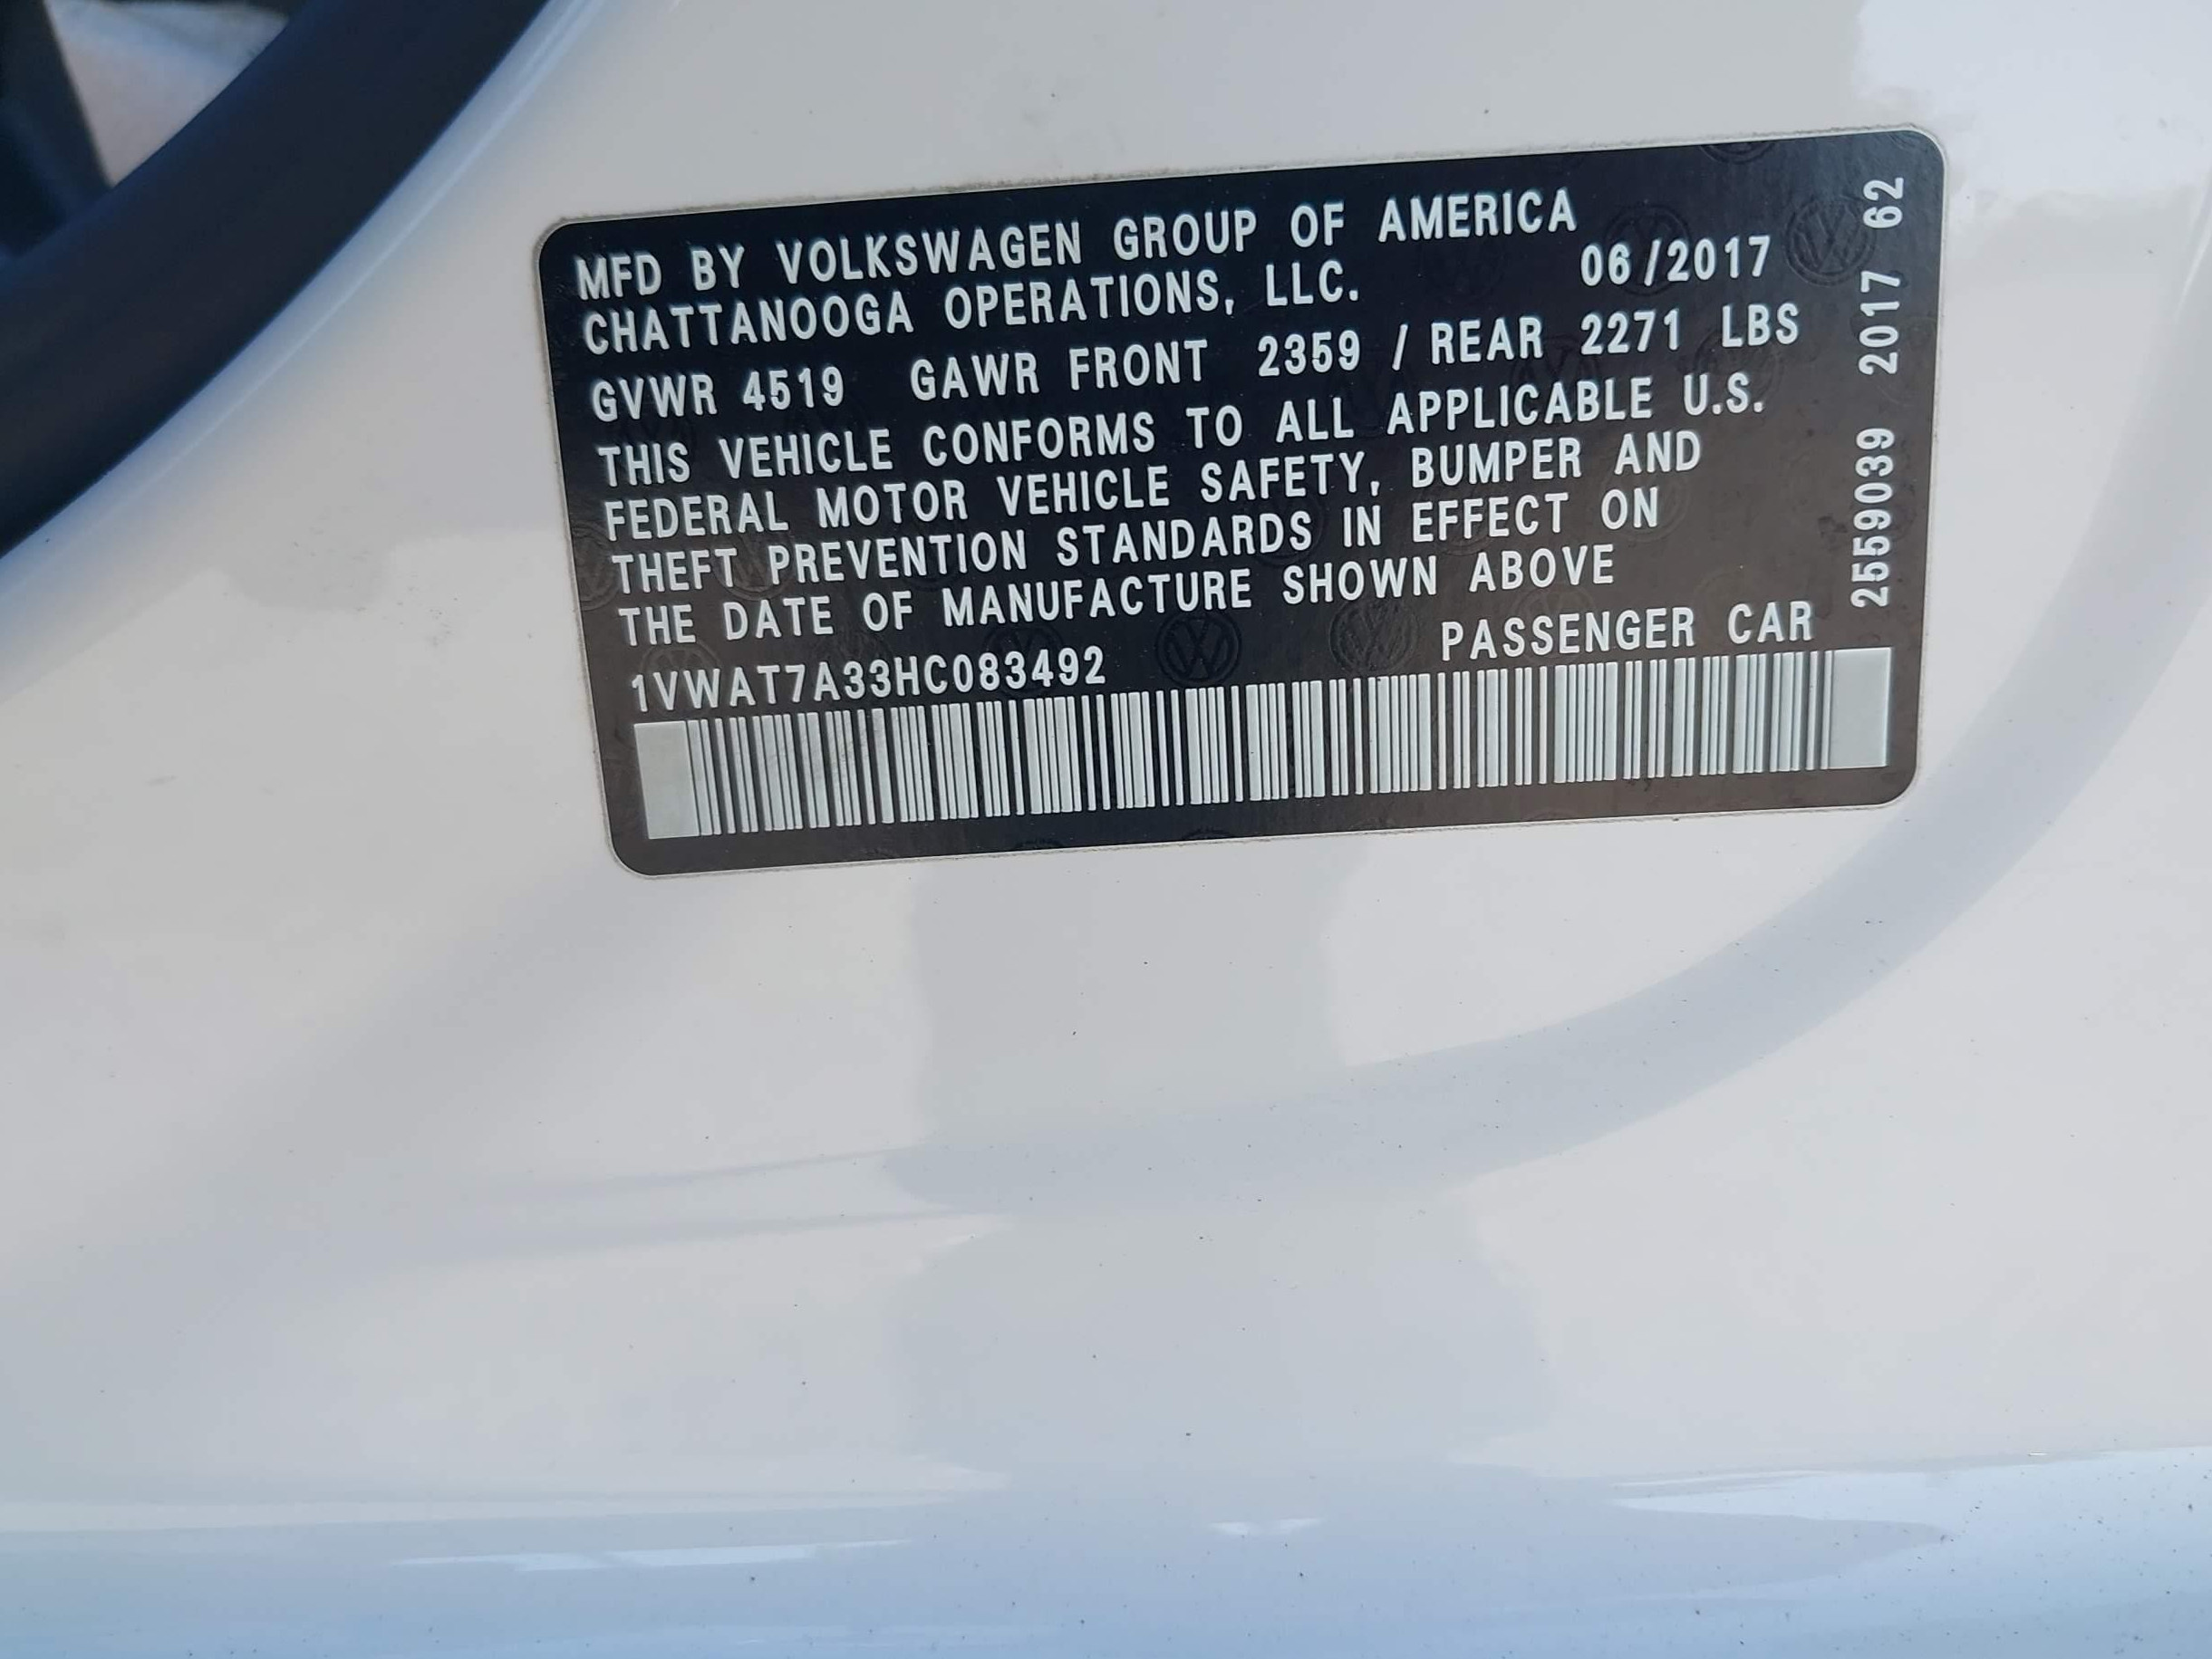 MFD BY VOLKSWAGEN GROUP OF AMERICA
CHATTANOOGA OPERATIONS, LLC. 06/2017
GVWR 4519 GAWR FRONT 2359 / REAR 2271 LBS
THIS VEHICLE CONFORMS TO ALL APPLICABLE U.S.
FEDERAL MOTOR VEHICLE SAFETY, BUMPER AND
THEFT PREVENTION STANDARDS IN EFFECT ON
THE DATE OF MANUFACTURE SHOWN ABOVE
1VWAT7A33HC083492 PASSENGER CAR
2559039 2017 62